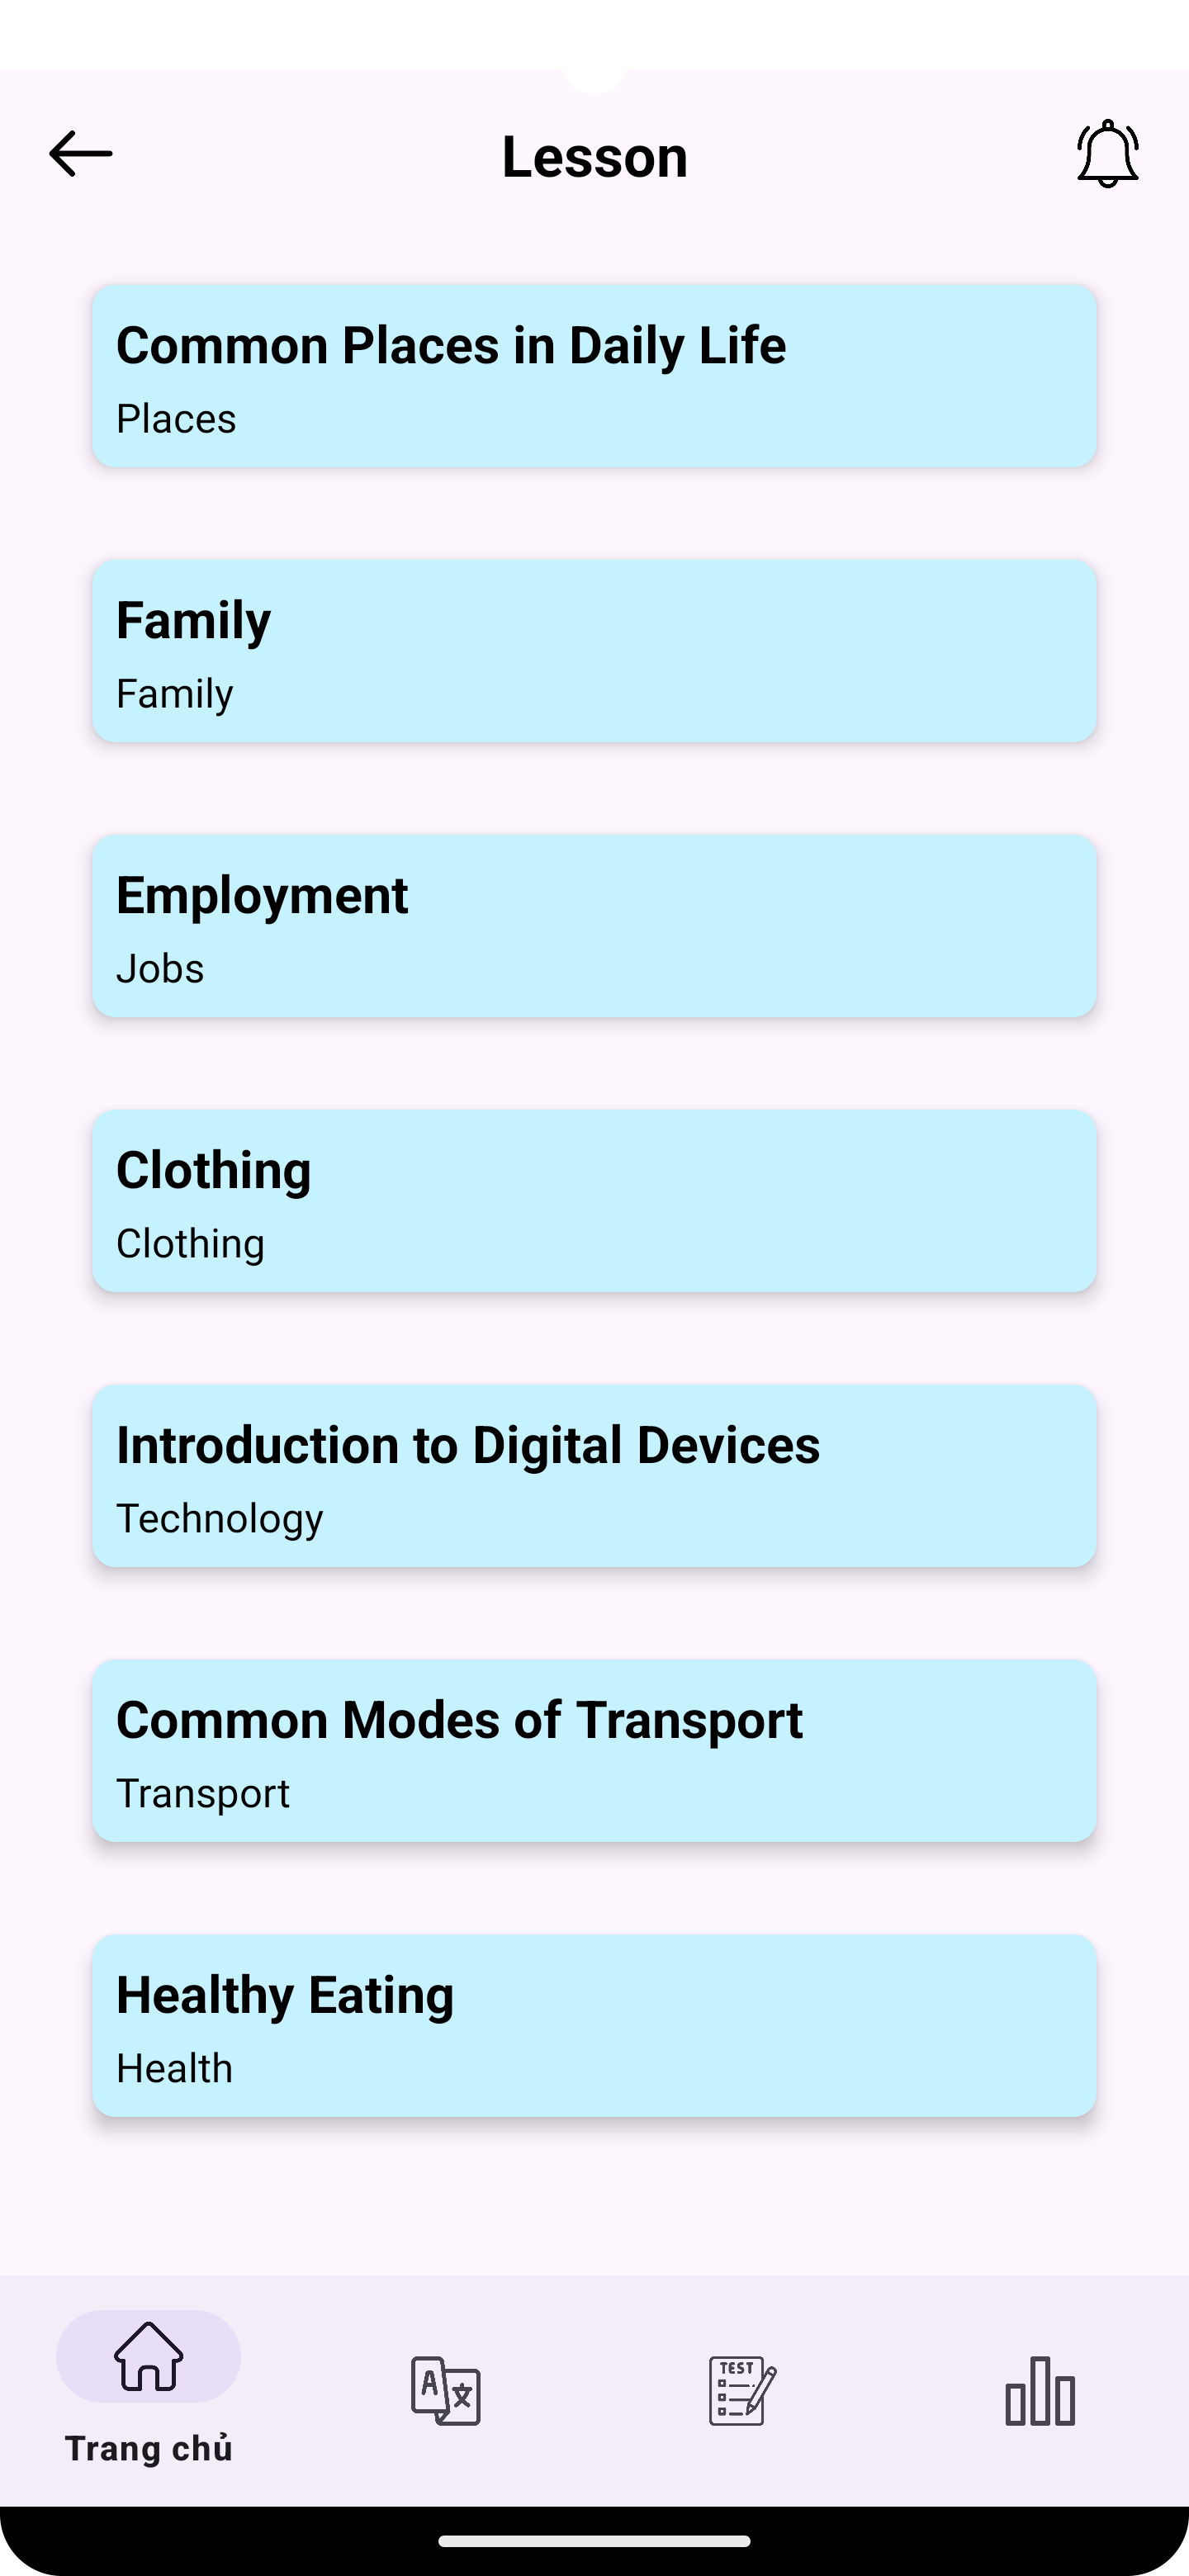 Lesson
Common Places in Daily Life
Places
Family
Family
Employment
Jobs
Clothing
Clothing
Introduction to Digital Devices
Technology
Common Modes of Transport
Transport
Healthy Eating
Health
A 文
TEST
Trang chủ